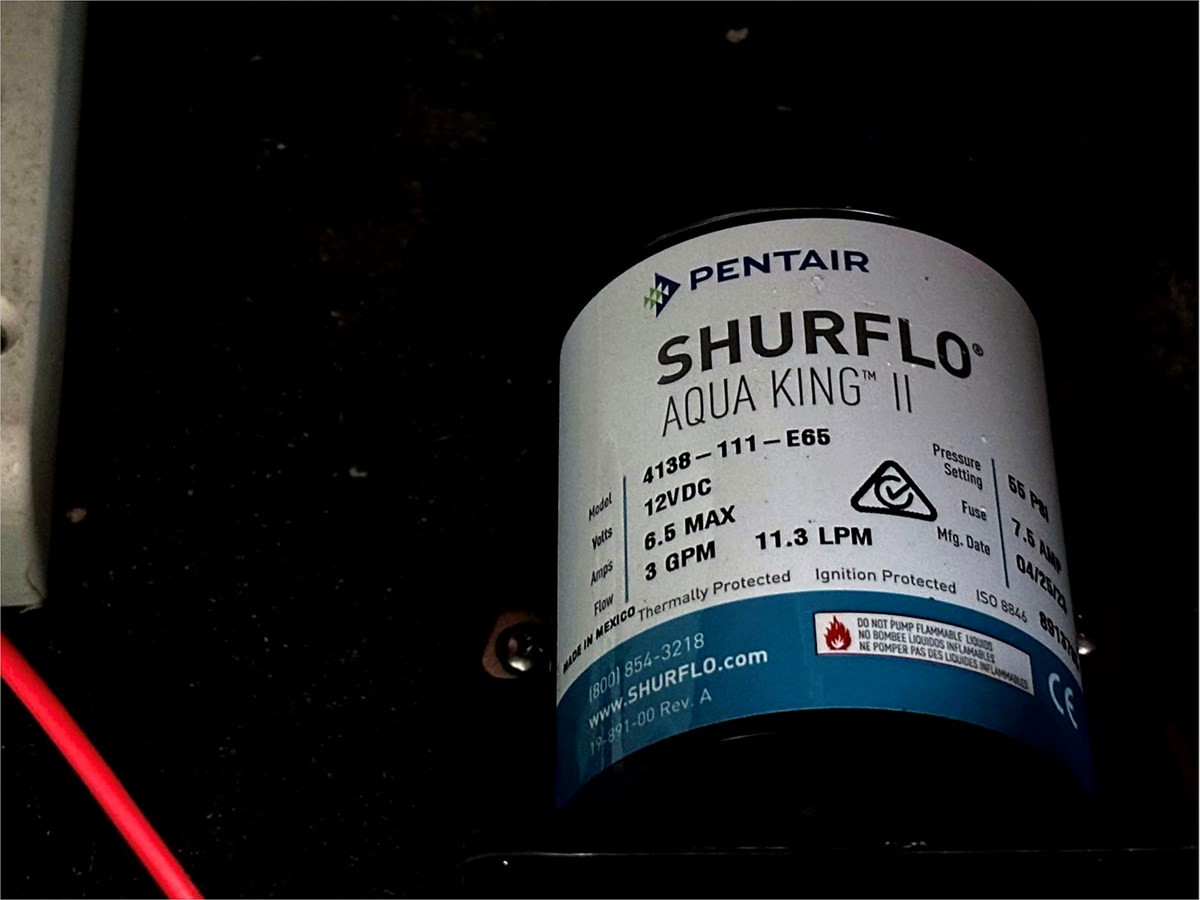 PENTAIR
SHURFLO®
AQUA KING™ II
Model 4138-111-E65
Volts 12VDC
Amps 6.5 MAX
Flow 3 GPM 11.3 LPM
Pressure Setting 55 PSI
Fuse 7.5 AMP
Mfg. Date
MADE IN MEXICO
Thermally Protected Ignition Protected ISO 8846
(800) 854-3218
www.SHURFLO.com
19-891-00 Rev. A
DO NOT PUMP FLAMMABLE LIQUIDS
NO BOMBEE LIQUIDOS INFLAMABLES
NE POMPER PAS DES LIQUIDES INFLAMMABLES
CE